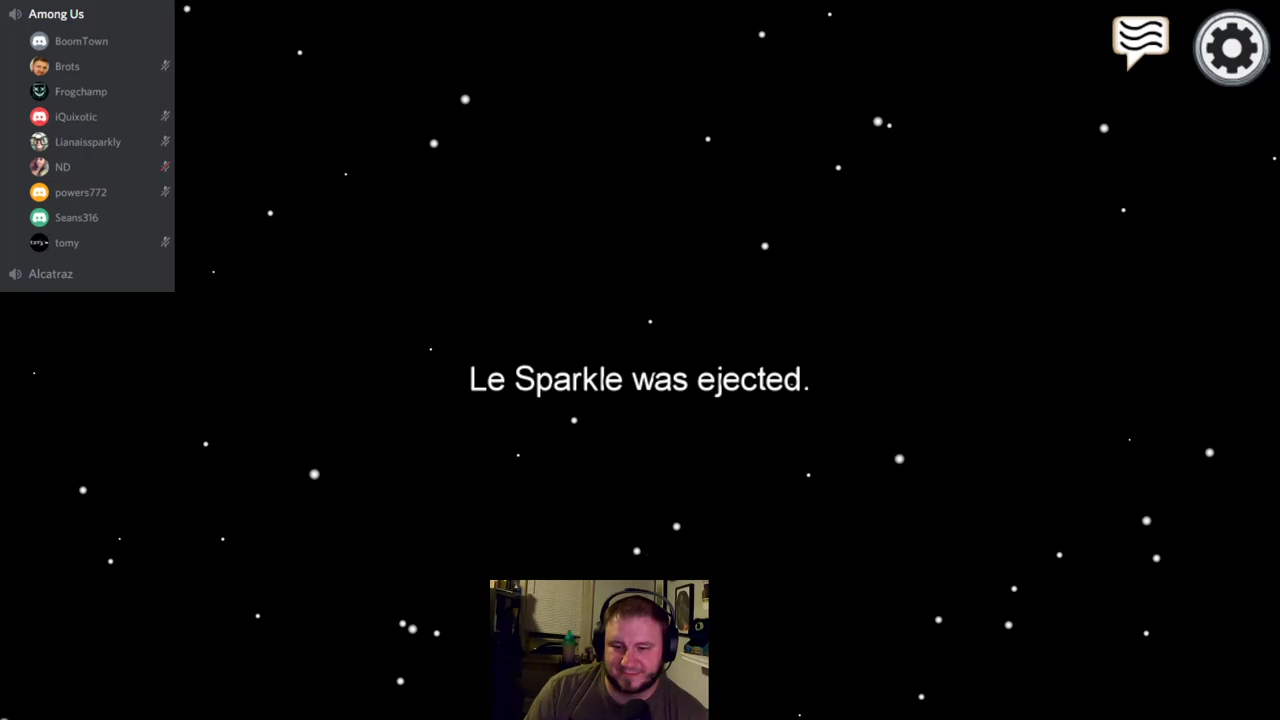 Among Us
BoomTown
Brots
Frogchamp
iQuixotic
Lianaissparkly
ND
powers772
Seans316
tomy
Alcatraz
Le Sparkle was ejected.